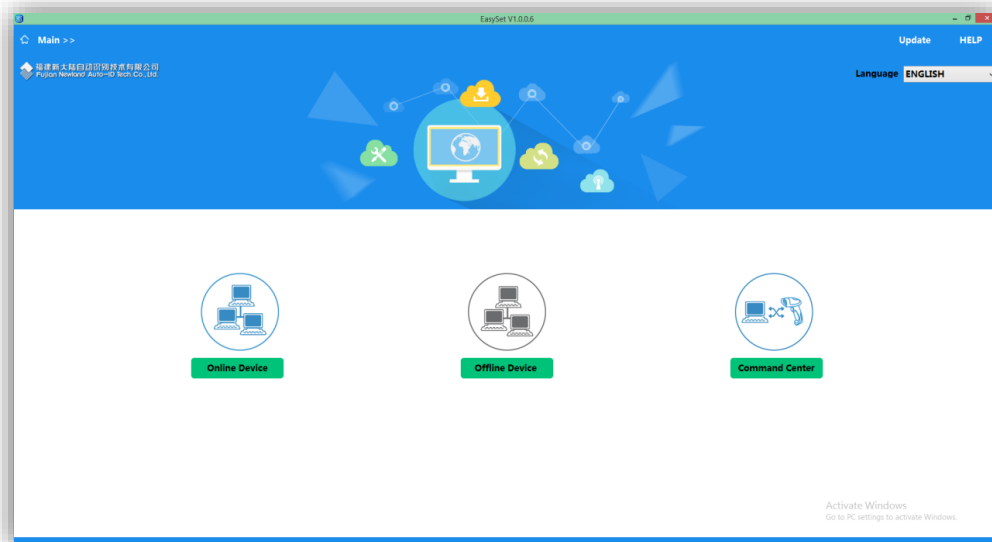 EasySet V1.0.0.6
Main >>
Update
HELP
福建新大陆自动识别技术有限公司
Fujian Newland Auto-ID Tech.Co.,Ltd.
Language
ENGLISH
Online Device
Offline Device
Command Center
Activate Windows
Go to PC settings to activate Windows.